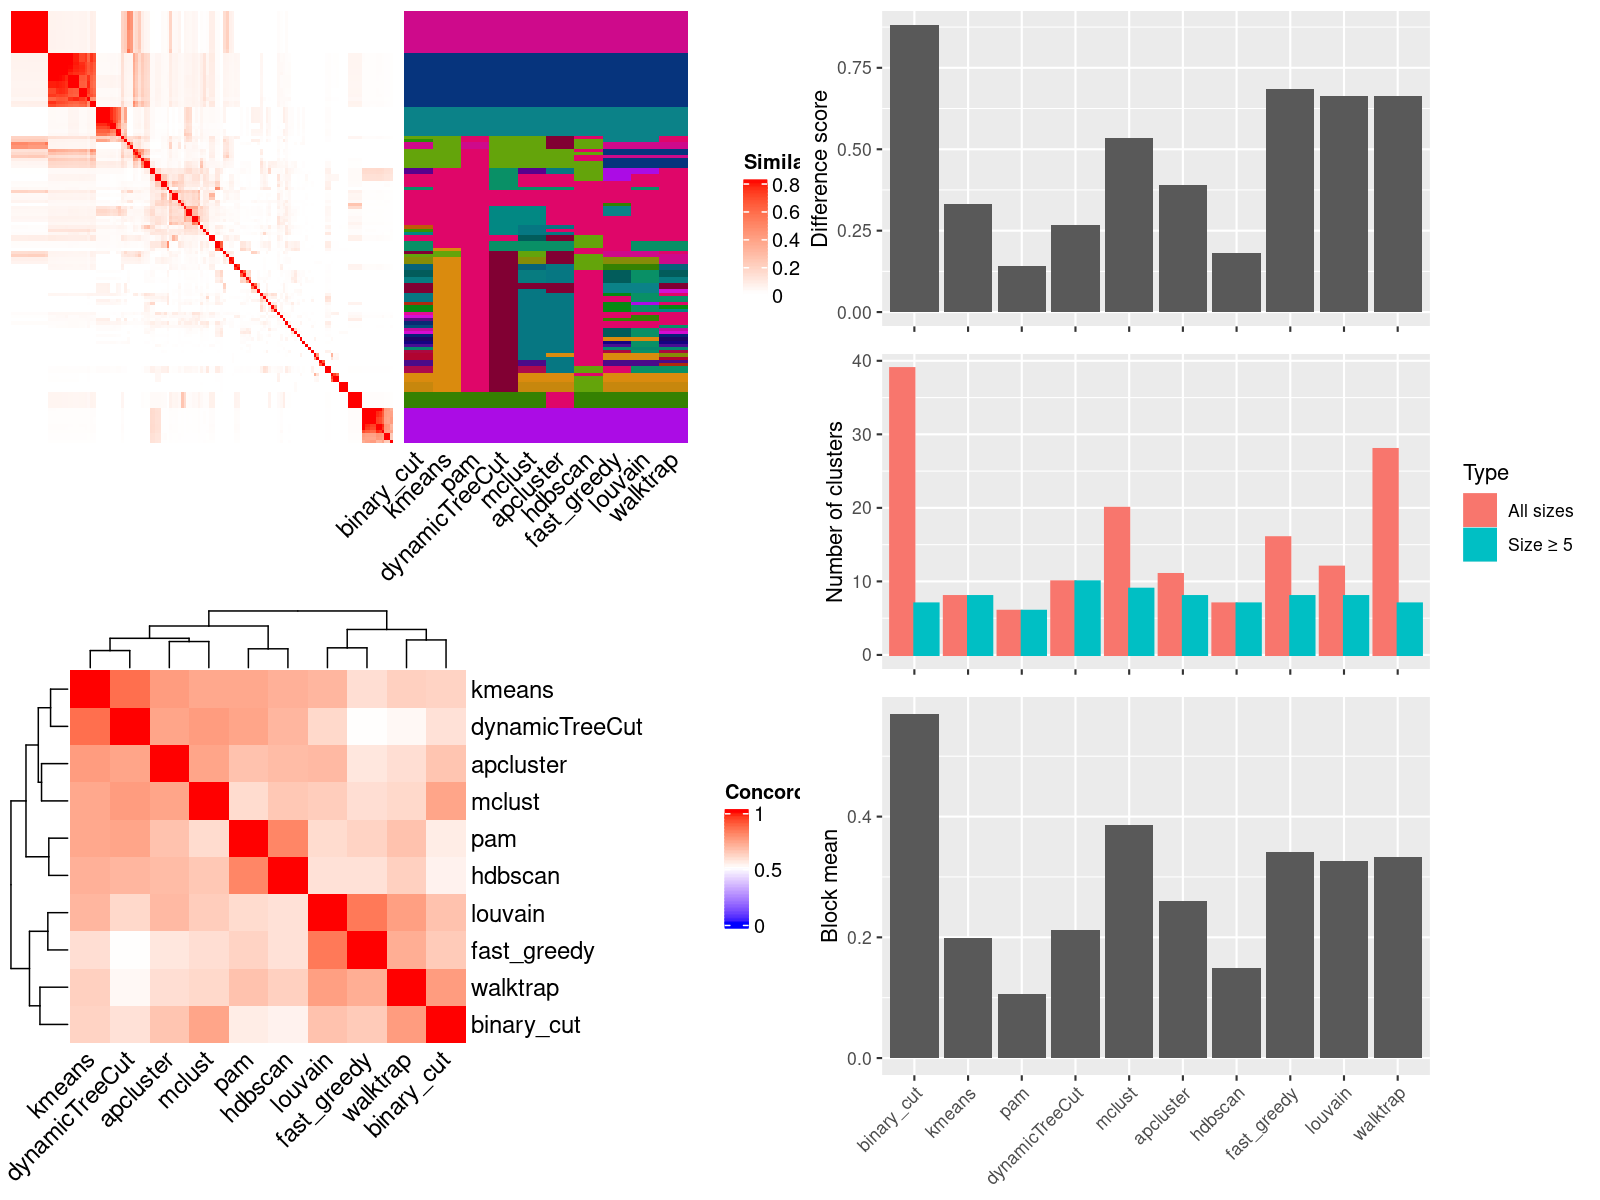 Simila
0.8
0.6
0.4
0.2
0
binary_cut
kmeans
pam
dynamicTreeCut
mclust
apcluster
hdbscan
fast_greedy
louvain
walktrap
kmeans
dynamicTreeCut
apcluster
mclust
pam
hdbscan
louvain
fast_greedy
walktrap
binary_cut
kmeans
dynamicTreeCut
apcluster
mclust
pam
hdbscan
louvain
fast_greedy
walktrap
binary_cut
Concord
1
0.5
0
Difference score
0.75
0.50
0.25
0.00
Number of clusters
40
30
20
10
0
Type
All sizes
Size ≥ 5
Block mean
0.4
0.2
0.0
binary_cut
kmeans
pam
dynamicTreeCut
mclust
apcluster
hdbscan
fast_greedy
louvain
walktrap